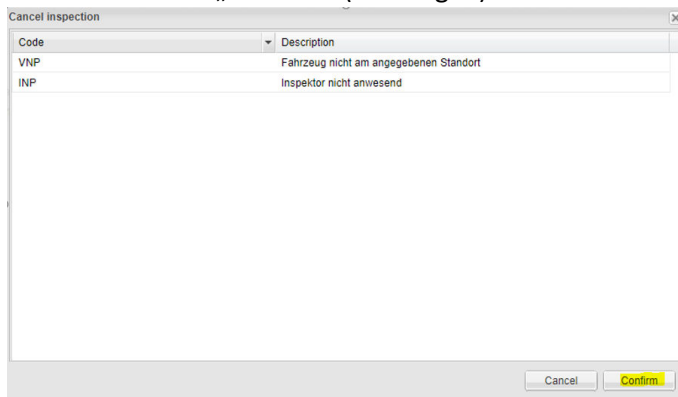 Cancel inspection
Code Description
VNP Fahrzeug nicht am angegebenen Standort
INP Inspektor nicht anwesend
Cancel Confirm